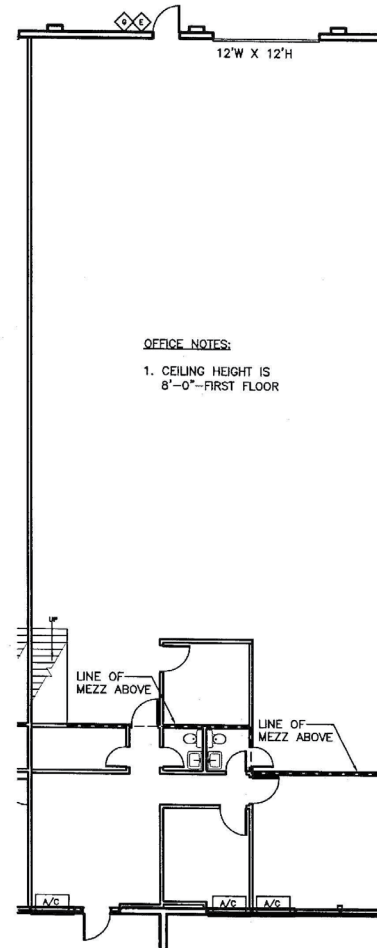 G E
12'W X 12'H
OFFICE NOTES:
1. CEILING HEIGHT IS
8'-0"-FIRST FLOOR
UP
LINE OF
MEZZ ABOVE
LINE OF
MEZZ ABOVE
A/C
A/C
A/C